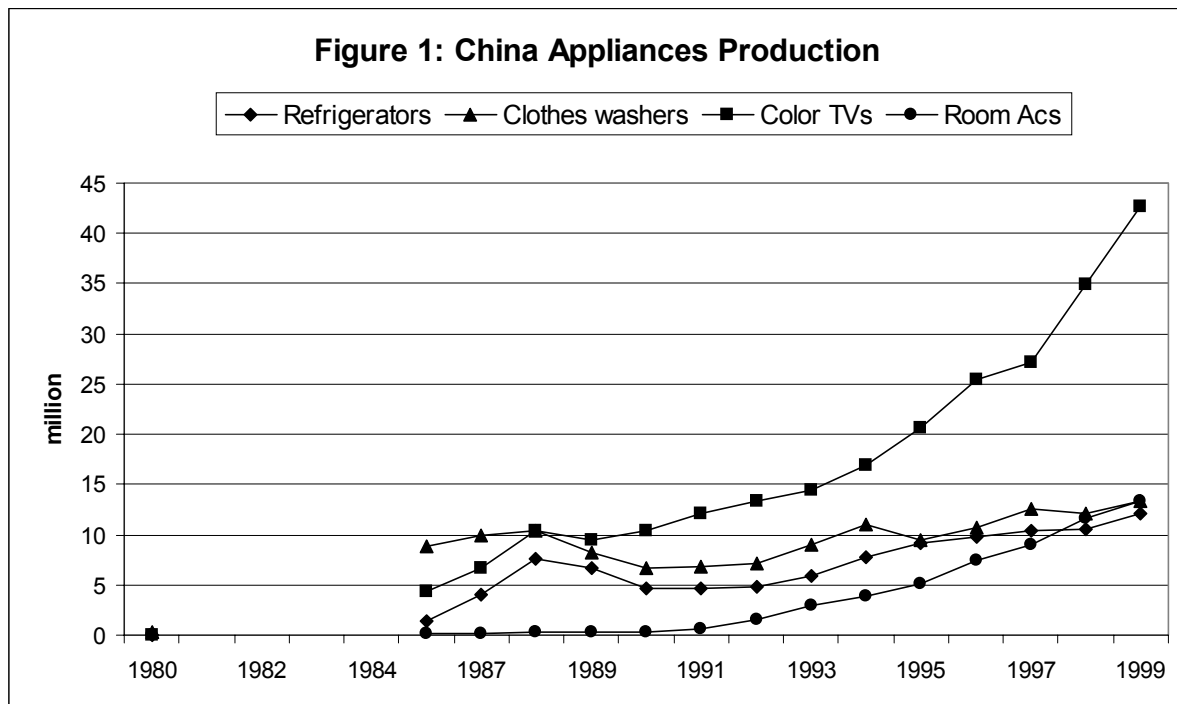 Figure 1: China Appliances Production
Refrigerators Clothes washers Color TVs Room Acs
45
40
35
30
25
20
15
10
5
0
million
1980 1982 1984 1987 1989 1991 1993 1995 1997 1999